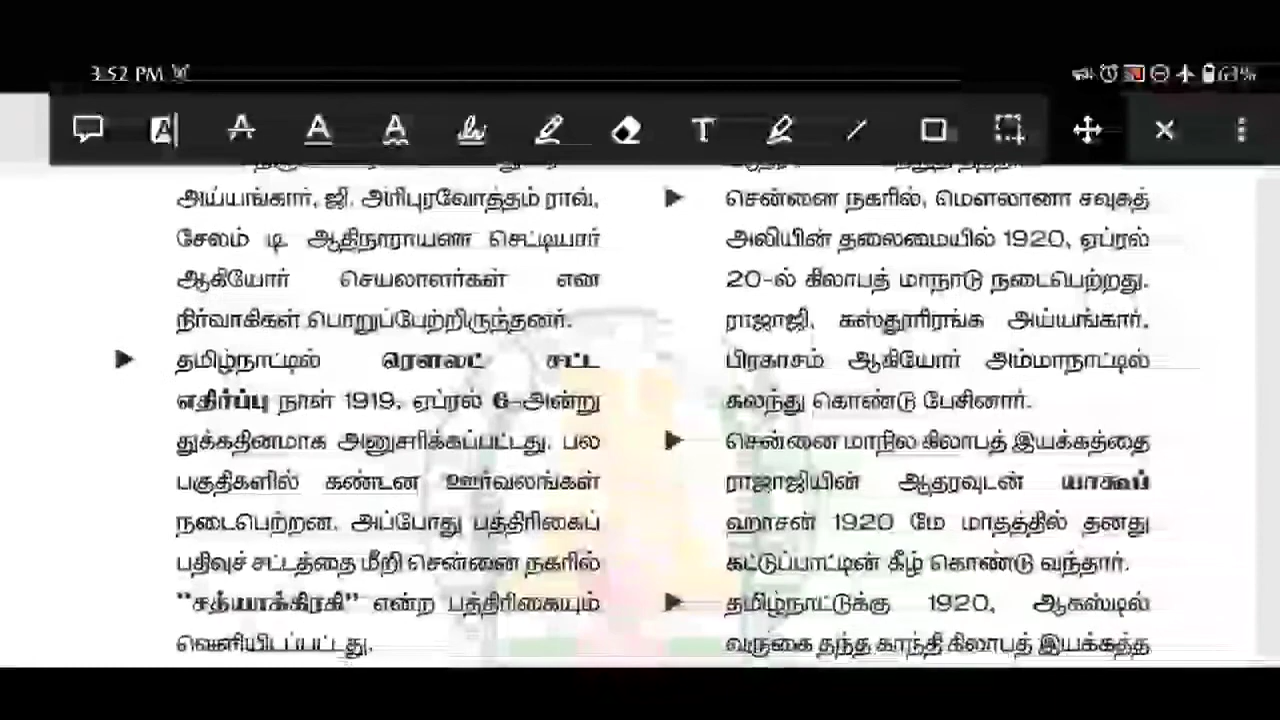 3:52 PM
அய்யங்கார், ஜி. அரிபுரவோத்தம் ராவ்,
சேலம் டி. ஆதிநாராயண செட்டியார்
ஆகியோர் செயலாளர்கள் என
நிர்வாகிகள் பொறுப்பேற்றிருந்தனர்.
தமிழ்நாட்டில் ரௌலட் சட்ட
எதிர்ப்பு நாள் 1919, ஏப்ரல் 6-அன்று
துக்கதினமாக அனுசரிக்கப்பட்டது. பல
பகுதிகளில் கண்டன ஊர்வலங்கள்
நடைபெற்றன. அப்போது பத்திரிகைப்
பதிவுச் சட்டத்தை மீறி சென்னை நகரில்
"சத்யாக்கிரகி" என்ற பத்திரிகையும்
வெளியிடப்பட்டது.
சென்னை நகரில், மௌலானா சவுகத்
அலியின் தலைமையில் 1920, ஏப்ரல்
20-ல் கிலாபத் மாநாடு நடைபெற்றது.
ராஜாஜி, கஸ்தூரிரங்க அய்யங்கார்,
பிரகாசம் ஆகியோர் அம்மாநாட்டில்
கலந்து கொண்டு பேசினார்.
சென்னை மாநில கிலாபத் இயக்கத்தை
ராஜாஜியின் ஆதரவுடன் யாகூப்
ஹாசன் 1920 மே மாதத்தில் தனது
கட்டுப்பாட்டின் கீழ் கொண்டு வந்தார்.
தமிழ்நாட்டுக்கு 1920, ஆகஸ்டில்
வருகை தந்த காந்தி கிலாபத் இயக்கத்த